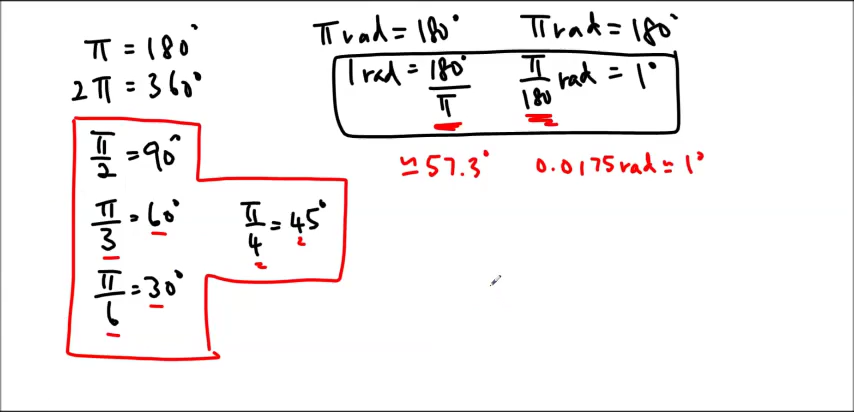 π = 180°
2π = 360°
π/2 = 90°
π/3 = 60°
π/6 = 30°
π/4 = 45°
π rad = 180°
1 rad = 180°/π
≃ 57.3°
π rad = 180°
π/180 rad = 1°
0.0175 rad = 1°